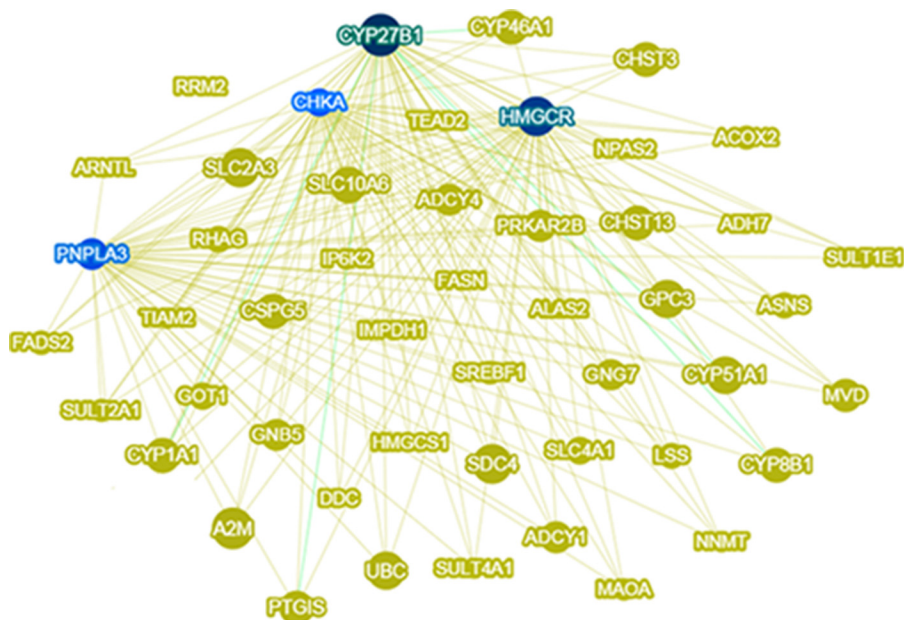 CYP27B1
CYP46A1
CHST3
RRM2
CHKA
TEAD2
HMGCR
NPAS2
ACOX2
ARNTL
SLC2A3
SLC10A6
ADCY4
PRKAR2B
CHST13
ADH7
SULT1E1
PNPLA3
RHAG
IP6K2
FASN
ALAS2
GPC3
ASNS
FADS2
TIAM2
CSPG5
IMPDH1
SREBF1
GNG7
CYP51A1
MVD
SULT2A1
GOT1
GNB5
HMGCS1
CYP1A1
SDC4
SLC4A1
LSS
CYP8B1
DDC
A2M
ADCY1
NNMT
UBC
SULT4A1
MAOA
PTGIS